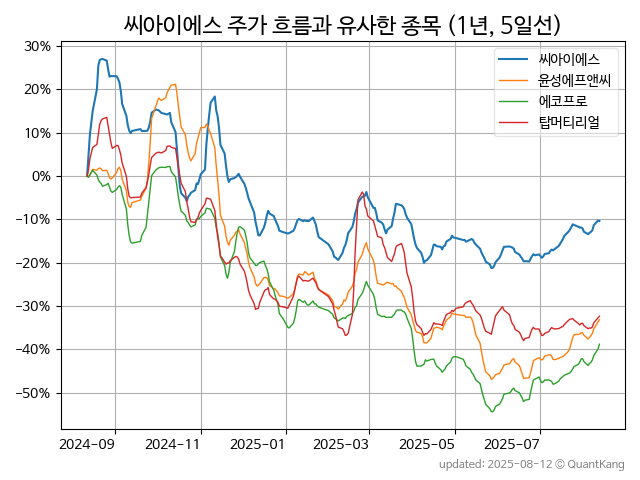 씨아이에스 주가 흐름과 유사한 종목 (1년, 5일선)
30%
20%
10%
0%
−10%
−20%
−30%
−40%
−50%
씨아이에스
윤성에프앤씨
에코프로
탑머티리얼
2024-09
2024-11
2025-01
2025-03
2025-05
2025-07
updated: 2025-08-12 © QuantKang